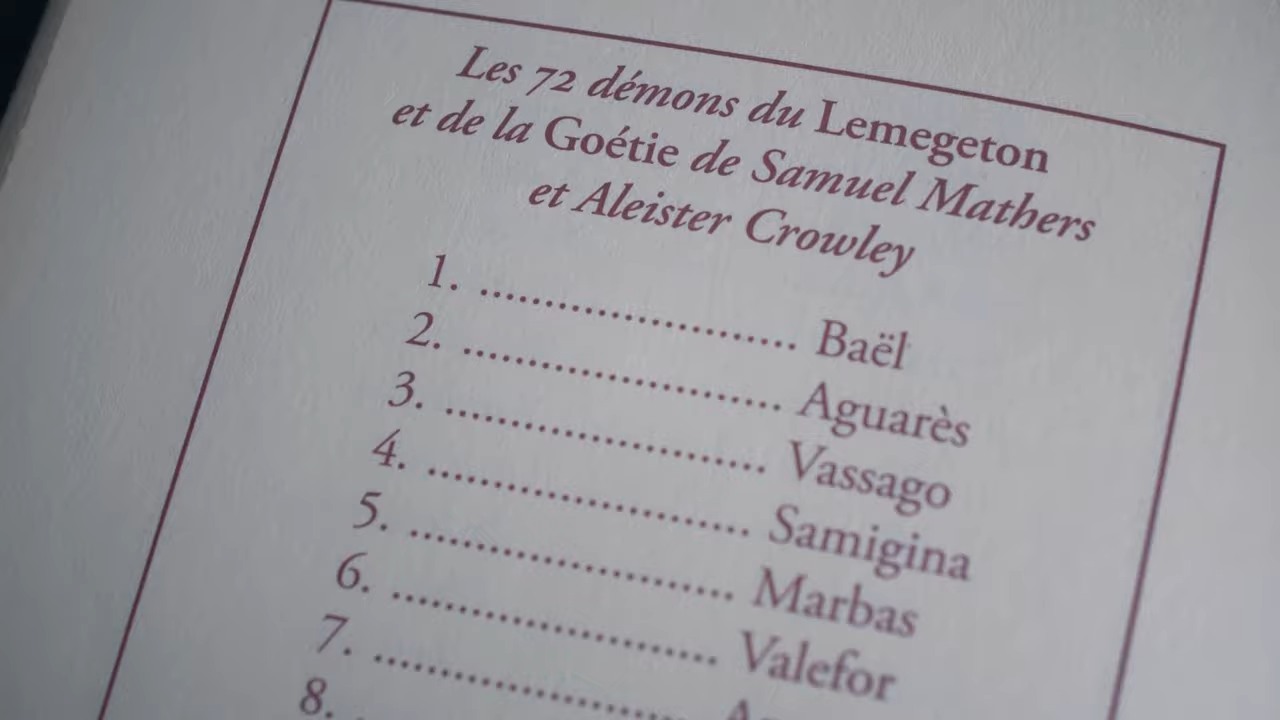 Les 72 démons du Lemegeton
et de la Goétie de Samuel Mathers
et Aleister Crowley
1. ........................ Baël
2. ........................ Aguarès
3. ........................ Vassago
4. ........................ Samigina
5. ........................ Marbas
6. ........................ Valefor
7. ........................
8.